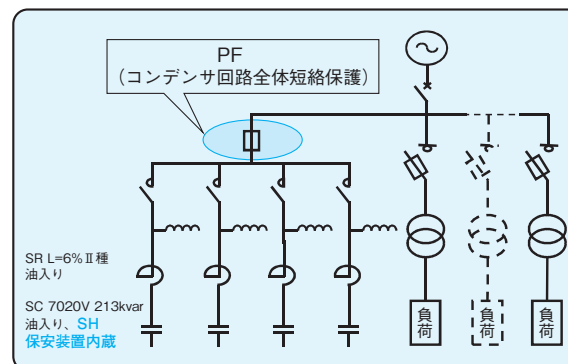 PF
（コンデンサ回路全体短絡保護）
SR L=6%Ⅱ種
油入り
SC 7020V 213kvar
油入り、SH
保安装置内蔵
負荷
負荷
負荷